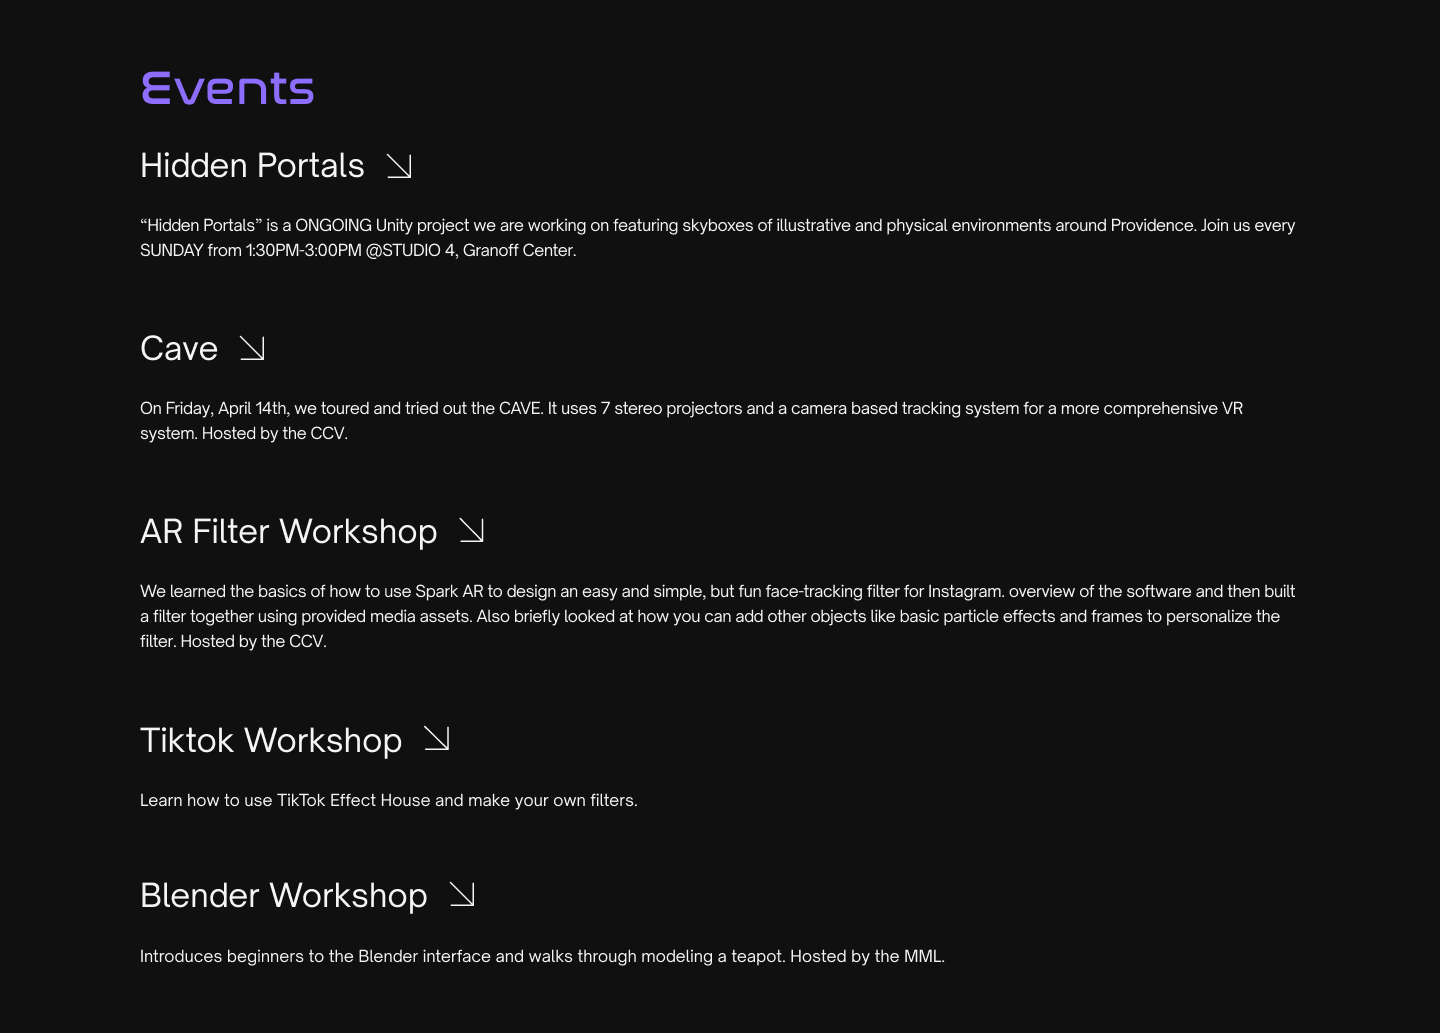 Events
Hidden Portals
“Hidden Portals” is a ONGOING Unity project we are working on featuring skyboxes of illustrative and physical environments around Providence. Join us every
SUNDAY from 1:30PM-3:00PM @STUDIO 4, Granoff Center.
Cave
On Friday, April 14th, we toured and tried out the CAVE. It uses 7 stereo projectors and a camera based tracking system for a more comprehensive VR
system. Hosted by the CCV.
AR Filter Workshop
We learned the basics of how to use Spark AR to design an easy and simple, but fun face-tracking filter for Instagram. overview of the software and then built
a filter together using provided media assets. Also briefly looked at how you can add other objects like basic particle effects and frames to personalize the
filter. Hosted by the CCV.
Tiktok Workshop
Learn how to use TikTok Effect House and make your own filters.
Blender Workshop
Introduces beginners to the Blender interface and walks through modeling a teapot. Hosted by the MML.